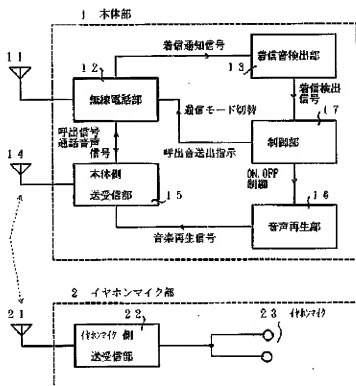 1 本体部
11
着信通知信号
12
無線電話部
着信音検出部
13
着信検出
信号
通信モード切替
17
呼出信号
通話音声
信号
呼出音送出指示
制御部
14
本体側
送受信部
15
ON,OFF
制御
16
音楽再生信号
音声再生部
2 イヤホンマイク部
21
22
イヤホンマイク 側
送受信部
23 イヤホンマイク